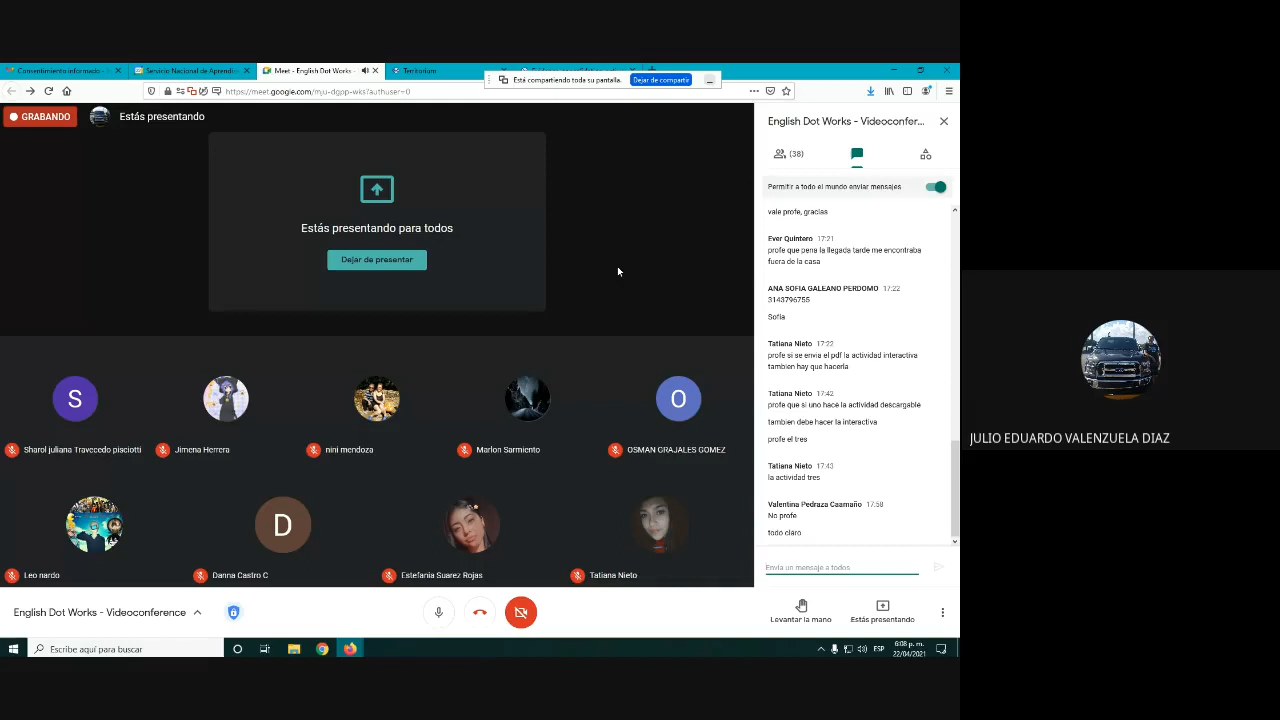 Consentimiento informado -
Servicio Nacional de Aprendiza
Meet - English Dot Works -
Territorium
Está compartiendo toda su pantalla.
Dejar de compartir
https://meet.google.com/mju-dgpp-wks?authuser=0
GRABANDO
Estás presentando
Estás presentando para todos
Dejar de presentar
English Dot Works - Videoconfer...
(38)
Permitir a todo el mundo enviar mensajes
vale profe, gracias
Ever Quintero 17:21
profe que pena la llegada tarde me encontraba
fuera de la casa
ANA SOFIA GALEANO PERDOMO 17:22
3143796755
Sofia
Tatiana Nieto 17:22
profe si se envia el pdf la actividad interactiva
tambien hay que hacerla
Tatiana Nieto 17:42
profe que si uno hace la actividad descargable
tambien debe hacer la interactiva
profe el tres
Tatiana Nieto 17:43
la actividad tres
Valentina Pedraza Caamaño 17:58
No profe
todo claro
Envía un mensaje a todos
S
O
Sharol juliana Travecedo pisciotti
Jimena Herrera
nini mendoza
Marlon Sarmiento
OSMAN GRAJALES GOMEZ
D
Leo nardo
Danna Castro C
Estefania Suarez Rojas
Tatiana Nieto
English Dot Works - Videoconference
Levantar la mano
Estás presentando
Escribe aquí para buscar
ESP
6:08 p. m.
22/04/2021
JULIO EDUARDO VALENZUELA DIAZ